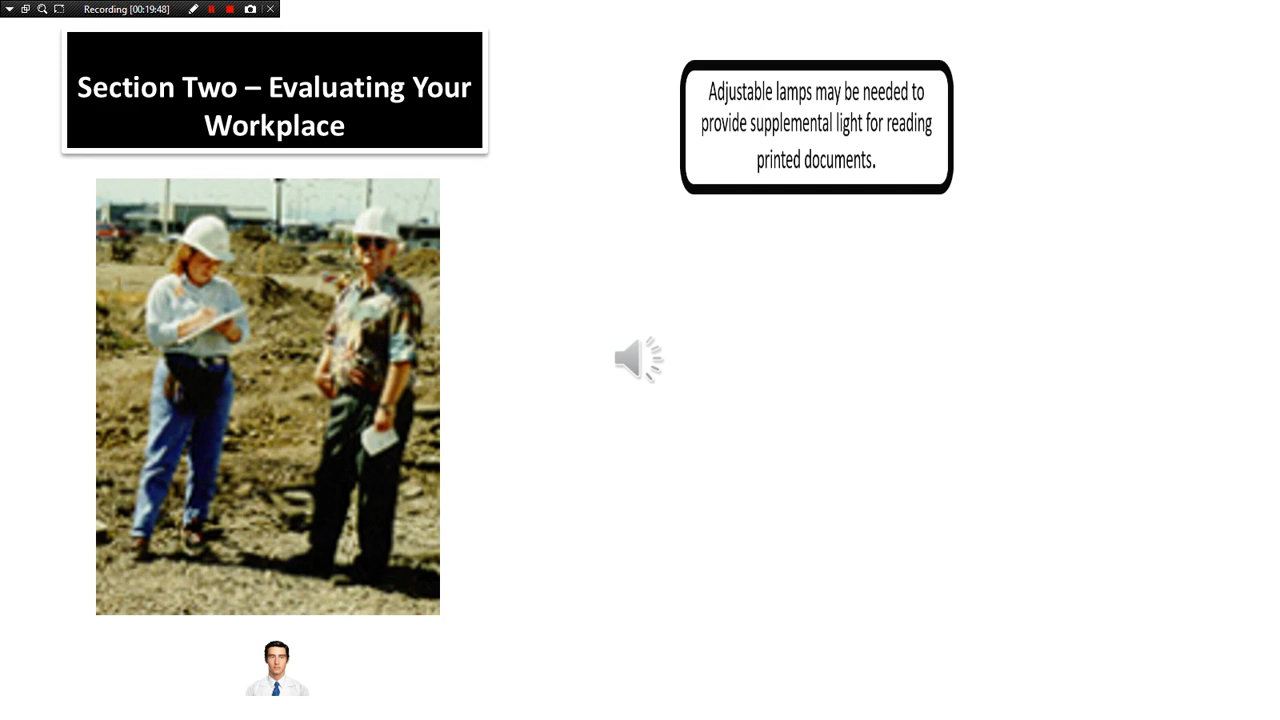 Recording [00:19:48]
Section Two – Evaluating Your
Workplace
Adjustable lamps may be needed to
provide supplemental light for reading
printed documents.